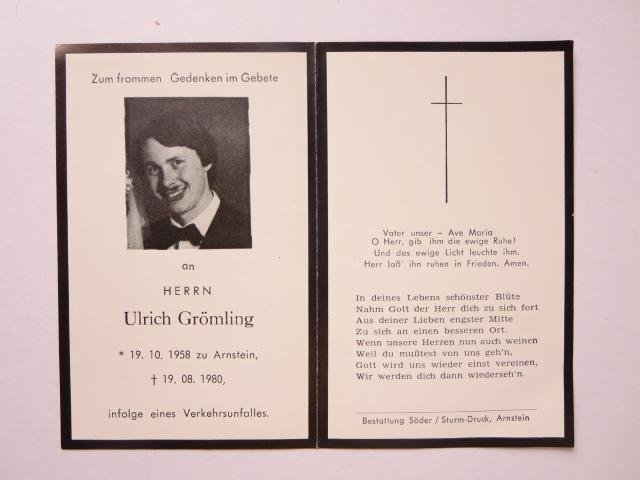 Zum frommen Gedenken im Gebete
an
HERRN
Ulrich Grömling
* 19. 10. 1958 zu Arnstein,
† 19. 08. 1980,
infolge eines Verkehrsunfalles.
Vater unser – Ave Maria
O Herr, gib ihm die ewige Ruhe!
Und das ewige Licht leuchte ihm.
Herr laß' ihn ruhen in Frieden. Amen.
In deines Lebens schönster Blüte
Nahm Gott der Herr dich zu sich fort
Aus deiner Lieben engster Mitte
Zu sich an einen besseren Ort.
Wenn unsere Herzen nun auch weinen
Weil du mußtest von uns geh'n,
Gott wird uns wieder einst vereinen,
Wir werden dich dann wiederseh'n.
Bestattung Söder / Sturm-Druck, Arnstein